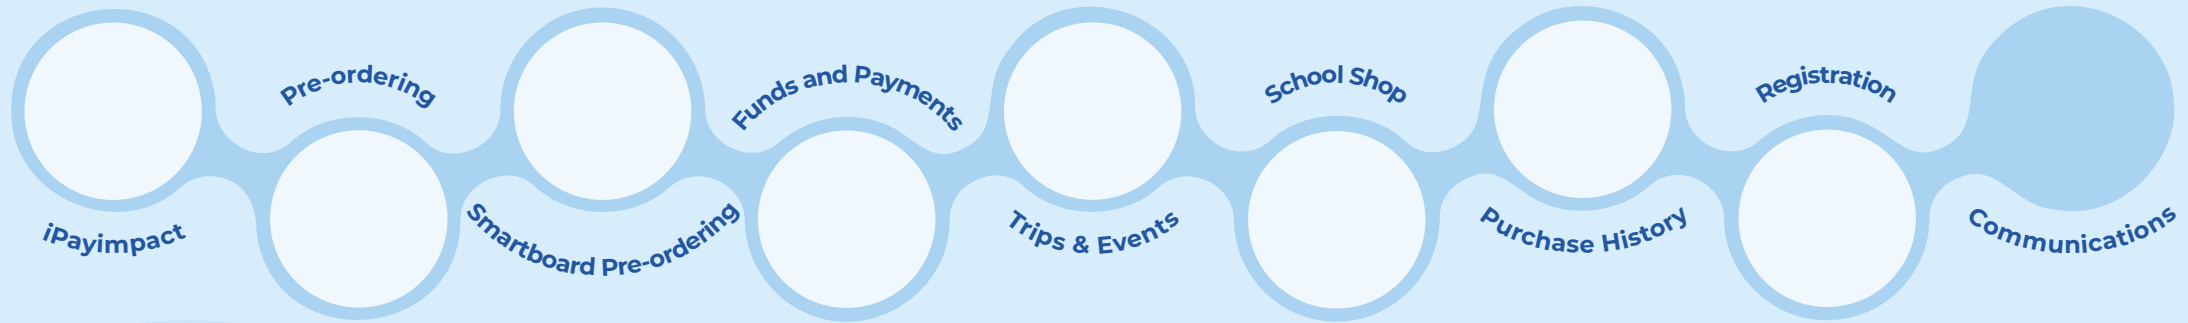 iPayimpact
Pre-ordering
Smartboard Pre-ordering
Funds and Payments
Trips & Events
School Shop
Purchase History
Registration
Communications